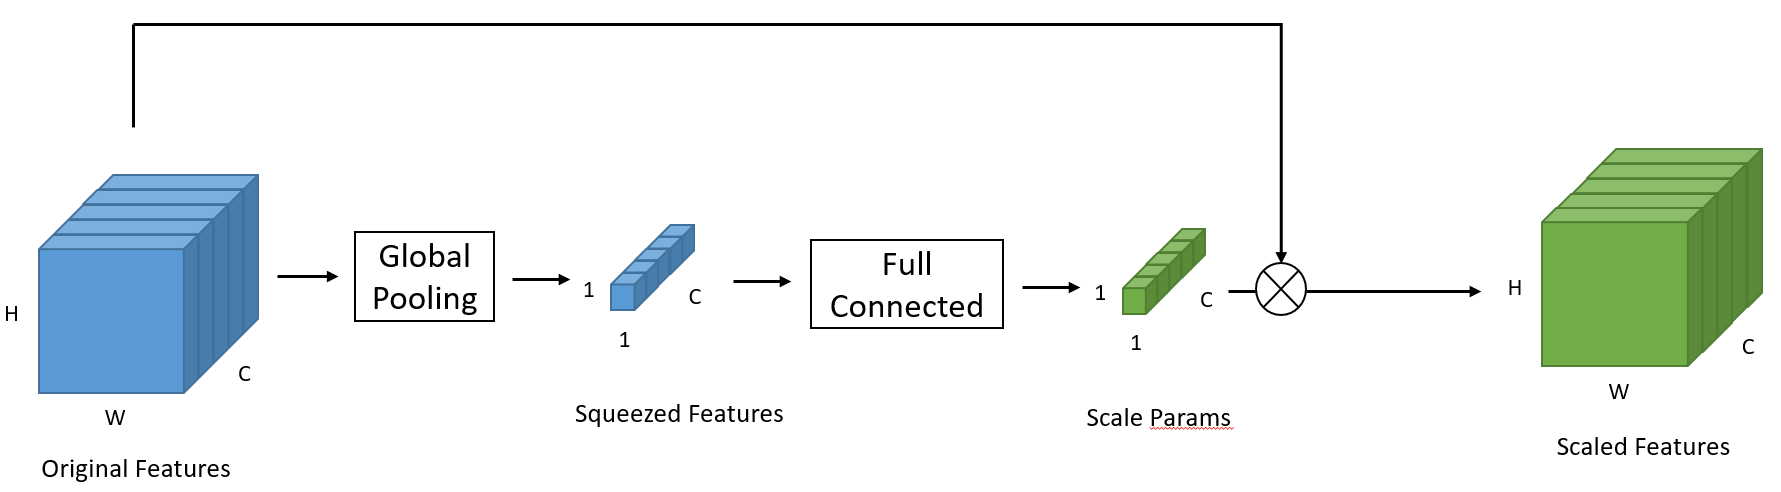 H
W
C
Original Features
Global
Pooling
1
1
C
Squeezed Features
Full
Connected
1
1
C
Scale Params
H
W
C
Scaled Features